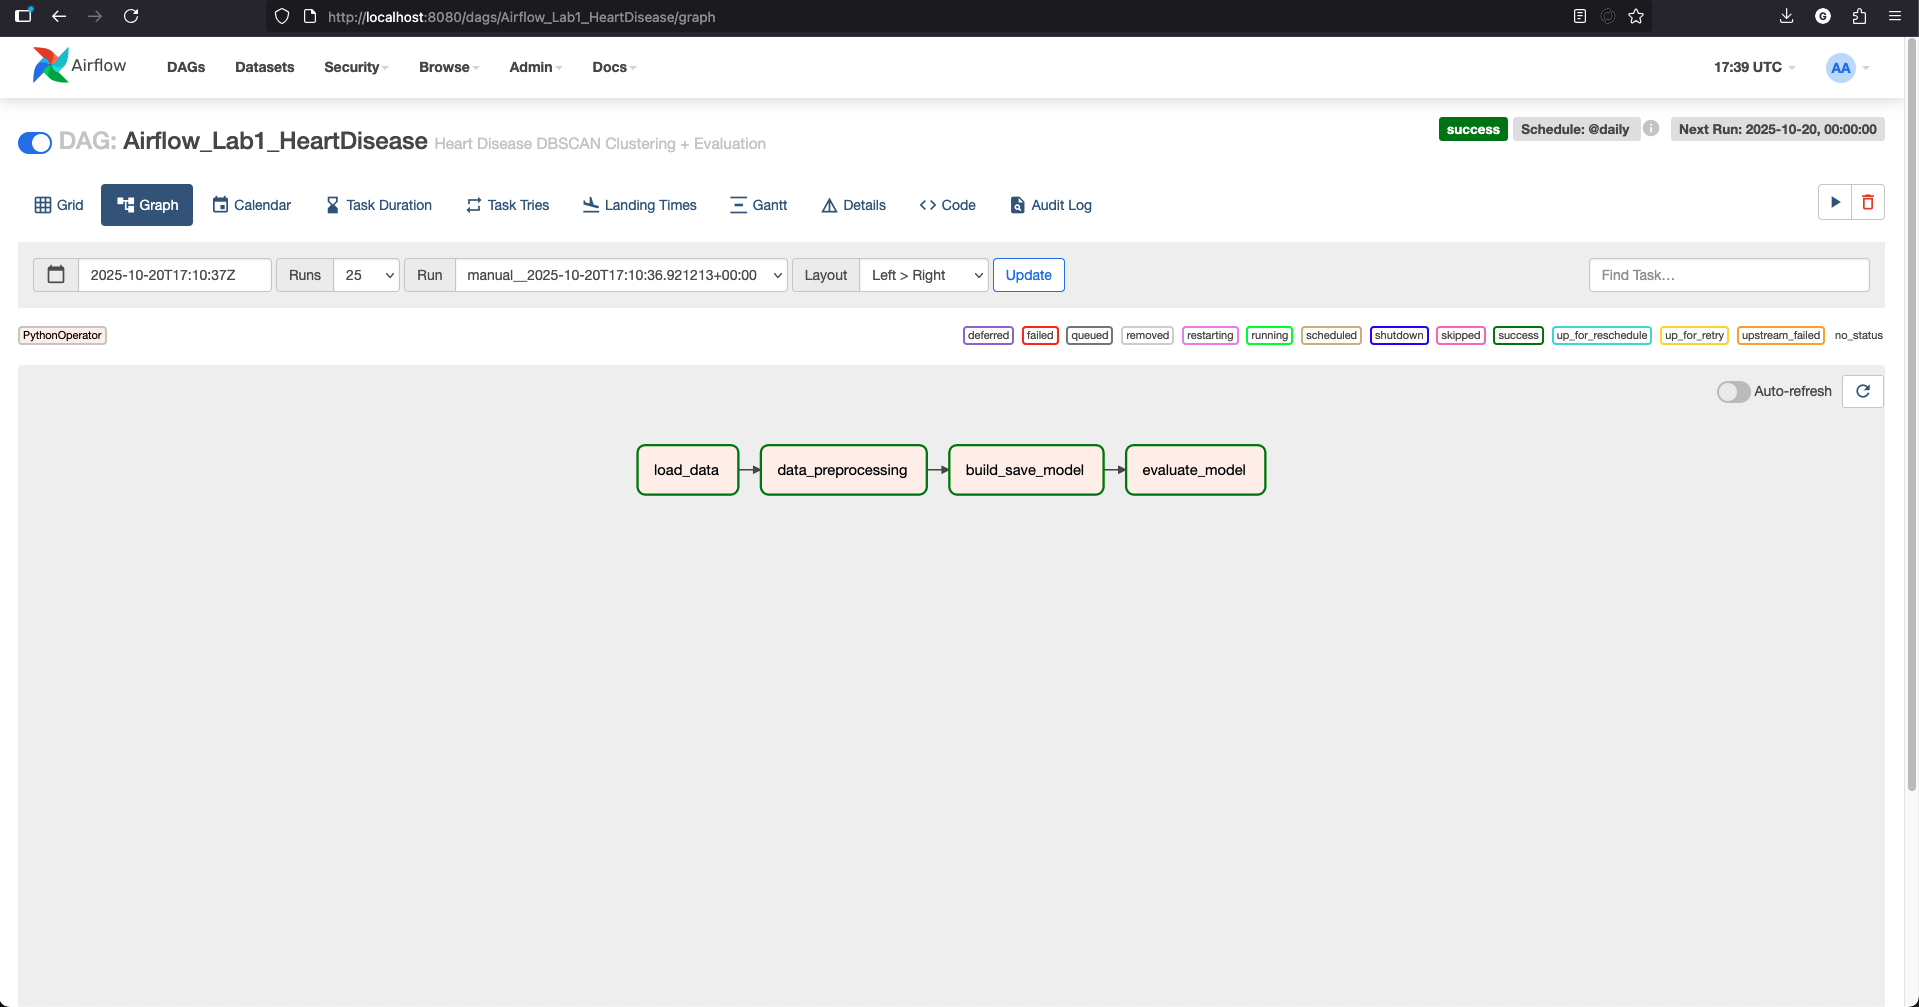 http://localhost:8080/dags/Airflow_Lab1_HeartDisease/graph
G
Airflow DAGs Datasets Security Browse Admin Docs 17:39 UTC AA
DAG: Airflow_Lab1_HeartDisease Heart Disease DBSCAN Clustering + Evaluation success Schedule: @daily i Next Run: 2025-10-20, 00:00:00
Grid Graph Calendar Task Duration Task Tries Landing Times Gantt Details <> Code Audit Log
2025-10-20T17:10:37Z Runs 25 Run manual__2025-10-20T17:10:36.921213+00:00 Layout Left > Right Update Find Task...
PythonOperator deferred failed queued removed restarting running scheduled shutdown skipped success up_for_reschedule up_for_retry upstream_failed no_status
Auto-refresh
load_data data_preprocessing build_save_model evaluate_model